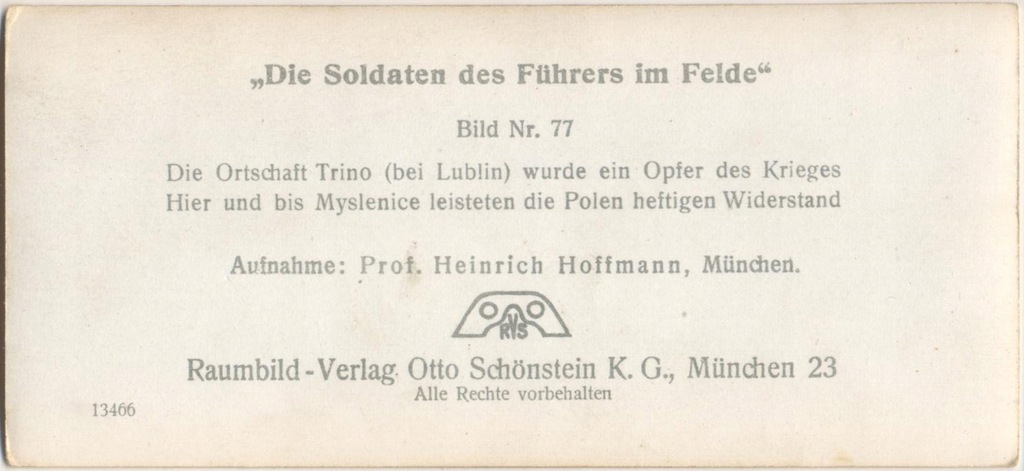 „Die Soldaten des Führers im Felde“
Bild Nr. 77
Die Ortschaft Trino (bei Lublin) wurde ein Opfer des Krieges
Hier und bis Myslenice leisteten die Polen heftigen Widerstand
Aufnahme: Prof. Heinrich Hoffmann, München.
RVS
Raumbild-Verlag Otto Schönstein K. G., München 23
Alle Rechte vorbehalten
13466